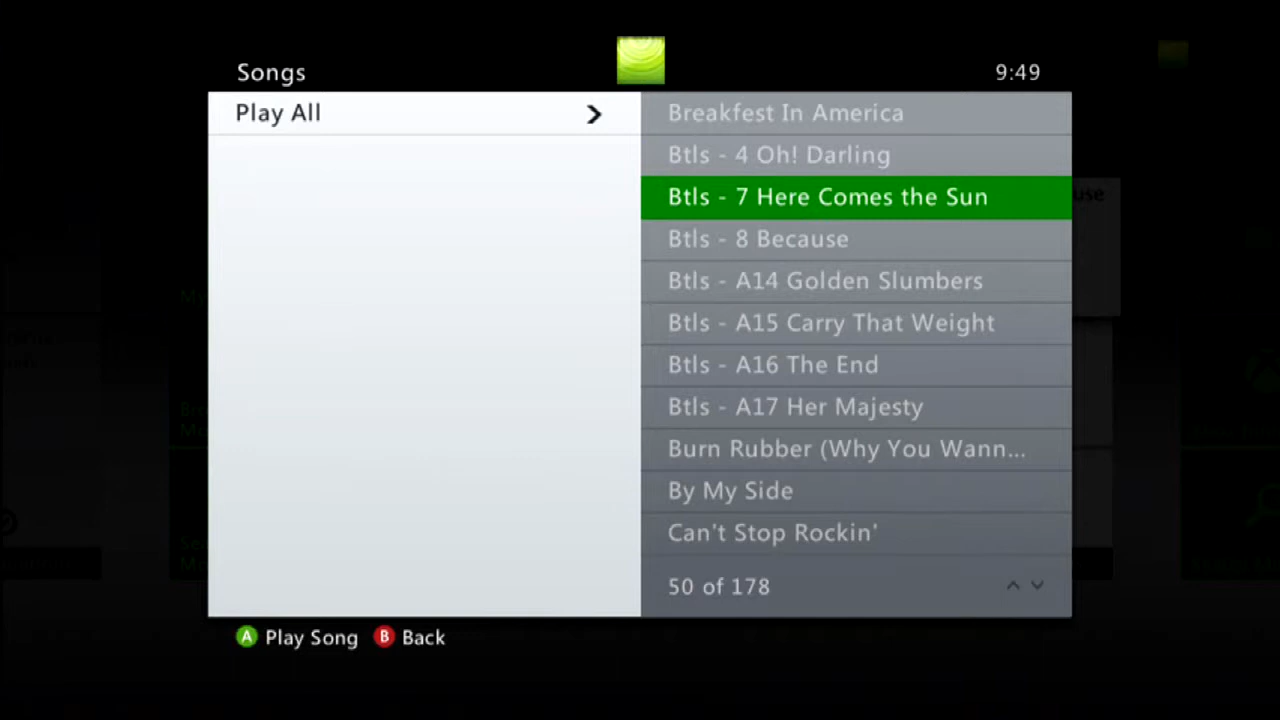 Songs
9:49
Play All
Breakfest In America
Btls - 4 Oh! Darling
Btls - 7 Here Comes the Sun
Btls - 8 Because
Btls - A14 Golden Slumbers
Btls - A15 Carry That Weight
Btls - A16 The End
Btls - A17 Her Majesty
Burn Rubber (Why You Wann...
By My Side
Can't Stop Rockin'
50 of 178
A Play Song B Back